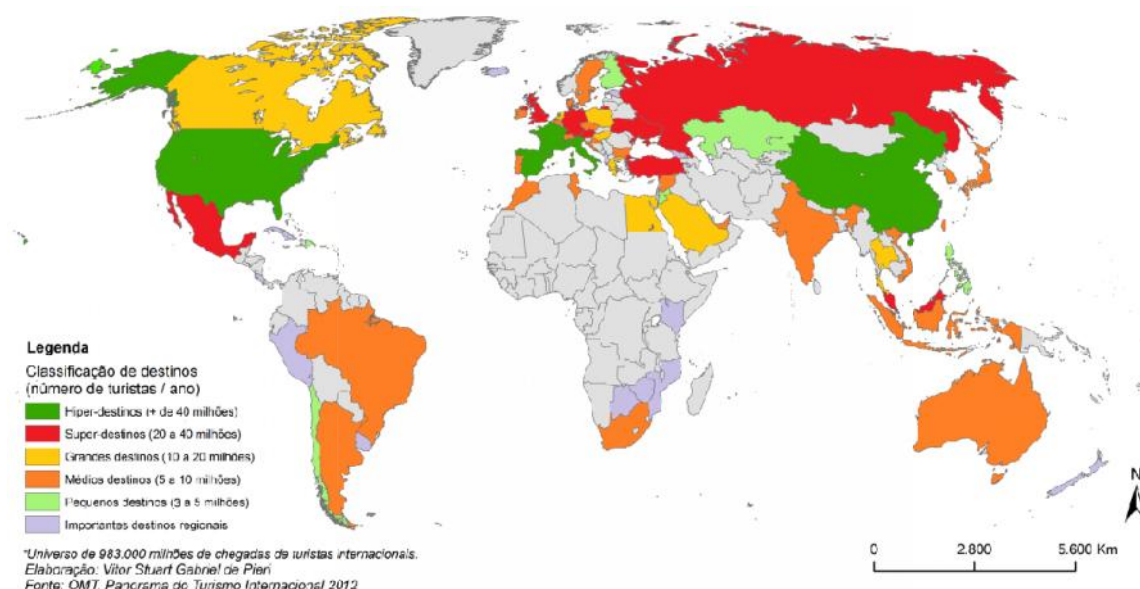 Legenda
Classificação de destinos
(número de turistas / ano)
Hiper-destinos (+ de 40 milhões)
Super-destinos (20 a 40 milhões)
Grandes destinos (10 a 20 milhões)
Médios destinos (5 a 10 milhões)
Pequenos destinos (3 a 5 milhões)
Importantes destinos regionais
*Universo de 983.000 milhões de chegadas de turistas internacionais.
Elaboração: Vitor Stuart Gabriel de Pieri
Fonte: OMT, Panorama do Turismo Internacional 2012
N
0 2.800 5.600 Km